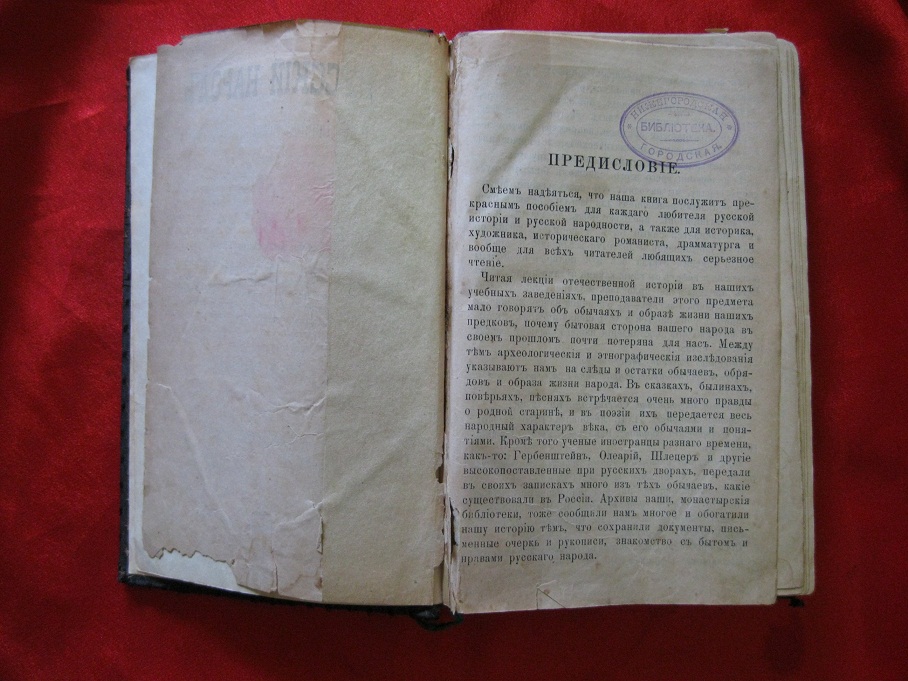 НИЖЕГОРОДСКАЯ
БИБЛІОТЕКА.
ГОРОДСКАЯ.
ПРЕДИСЛОВІЕ.
Смѣемъ надѣяться, что наша книга послужитъ пре-
краснымъ пособіемъ для каждаго любителя русской
исторіи и русской народности, а также для историка,
художника, историческаго романиста, драмматурга и
вообще для всѣхъ читателей любящихъ серьезное
чтеніе.
Читая лекціи отечественной исторіи въ нашихъ
учебныхъ заведеніяхъ, преподаватели этого предмета
мало говорятъ объ обычаяхъ и образѣ жизни нашихъ
предковъ, почему бытовая сторона нашего народа въ
своемъ прошломъ почти потеряна для насъ. Между
тѣмъ археологическія и этнографическія изслѣдованія
указываютъ намъ на слѣды и остатки обычаевъ, обря-
довъ и образа жизни народа. Въ сказкахъ, былинахъ,
повѣрьяхъ, пѣсняхъ встрѣчается очень много правды
о родной старинѣ, и въ поэзіи ихъ передается весь
народный характеръ вѣка, съ его обычаями и поня-
тіями. Кромѣ того ученые иностранцы разнаго времени,
какъ-то: Гербенштейнъ, Олеарій, Шлецеръ и другіе
высокопоставленные при русскихъ дворахъ, передали
въ своихъ запискахъ много изъ тѣхъ обычаевъ, какіе
существовали въ Россіи. Архивы наши, монастырскія
библіотеки, тоже сообщали намъ многое и обогатили
нашу исторію тѣмъ, что сохранили документы, пись-
менные очерки и рукописи, знакомство съ бытомъ и
нравами русскаго народа.